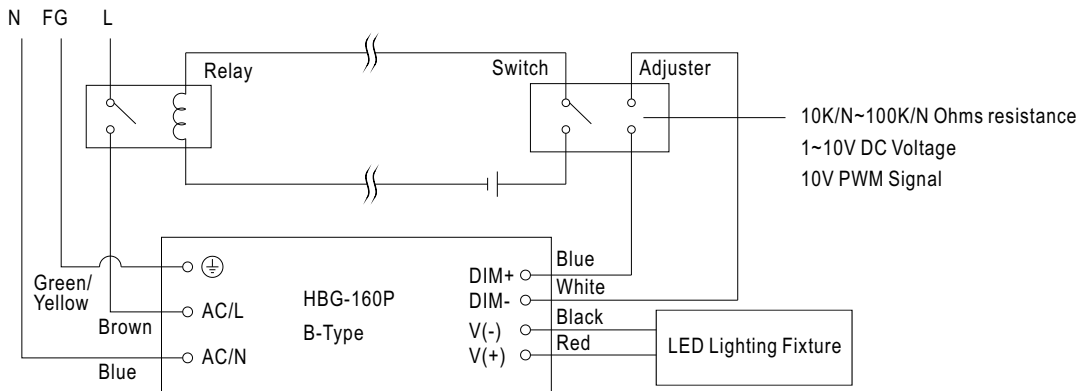 N FG L
Relay
Switch
Adjuster
10K/N~100K/N Ohms resistance
1~10V DC Voltage
10V PWM Signal
Green/
Yellow
Brown
Blue
AC/L
AC/N
HBG-160P
B-Type
DIM+
DIM-
V(-)
V(+)
Blue
White
Black
Red
LED Lighting Fixture